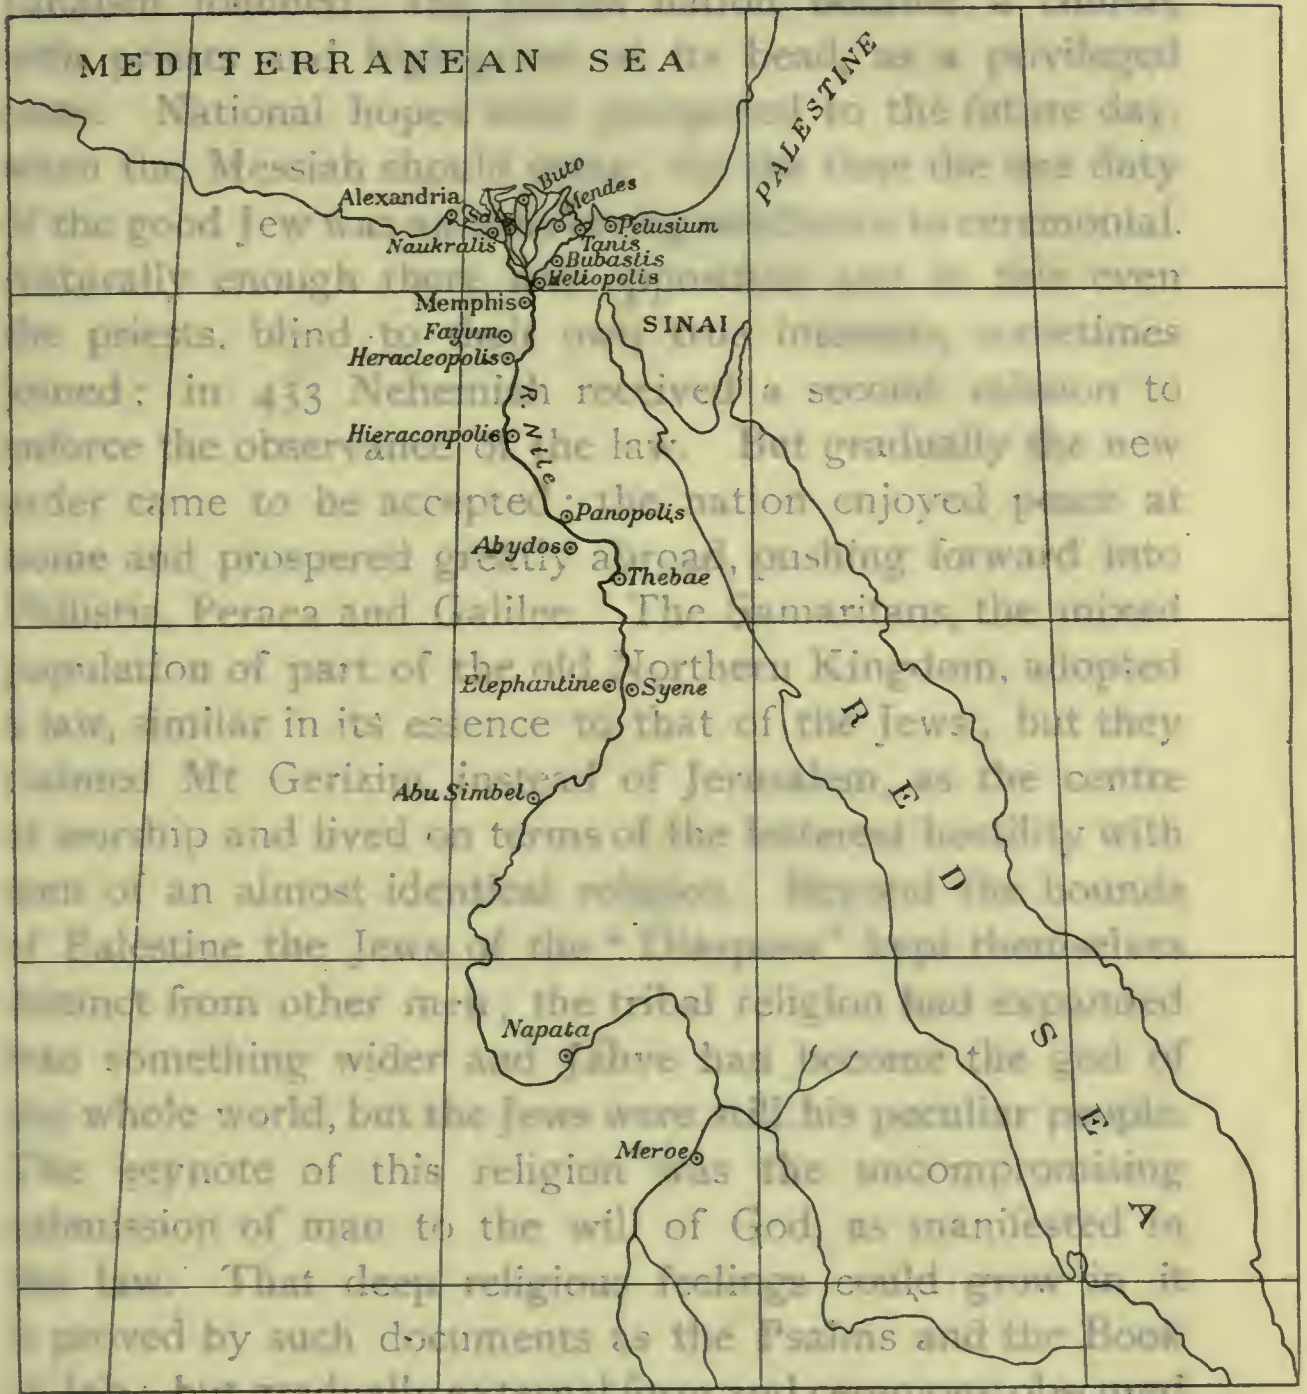 MEDITERRANEAN SEA
PALESTINE
Alexandria
Buto
Mendes
Sais
Naukralis
Pelusium
Tanis
Bubastis
Heliopolis
Memphis
SINAI
Fayum
Heracleopolis
R. Nile
Hieraconpolis
Panopolis
Abydos
Thebae
Elephantine
Syene
Abu Simbel
RED SEA
Napata
Meroe
National hopes
to the future day,
the Messiah should
the duty
the good Jew
to ceremonial.
enough
even
the priests, blind to
sometimes
in 433 Nehemiah received a second mission to
the observance of the law. But gradually the new
order came to be accepted; the nation enjoyed peace at
home and prospered greatly abroad, pushing forward into
Peraea and Galilee. The Samaritans, the mixed
population of part of the old Northern Kingdom, adopted
law, similar in its essence to that of the Jews, but they
Mt Gerizim instead of Jerusalem as the centre
worship and lived on terms of the hostility with
men of an almost identical religion. Beyond the bounds
of Palestine the Jews of the "Diaspora" kept themselves
distinct from other men, the tribal religion had expanded
into something wider and had become the god of
whole world, but the Jews were still his peculiar people.
keynote of this religion was the uncompromising
submission of man to the will of God as manifested in
law. That deep religious feelings could grow in it
proved by such documents as the Psalms and the Book